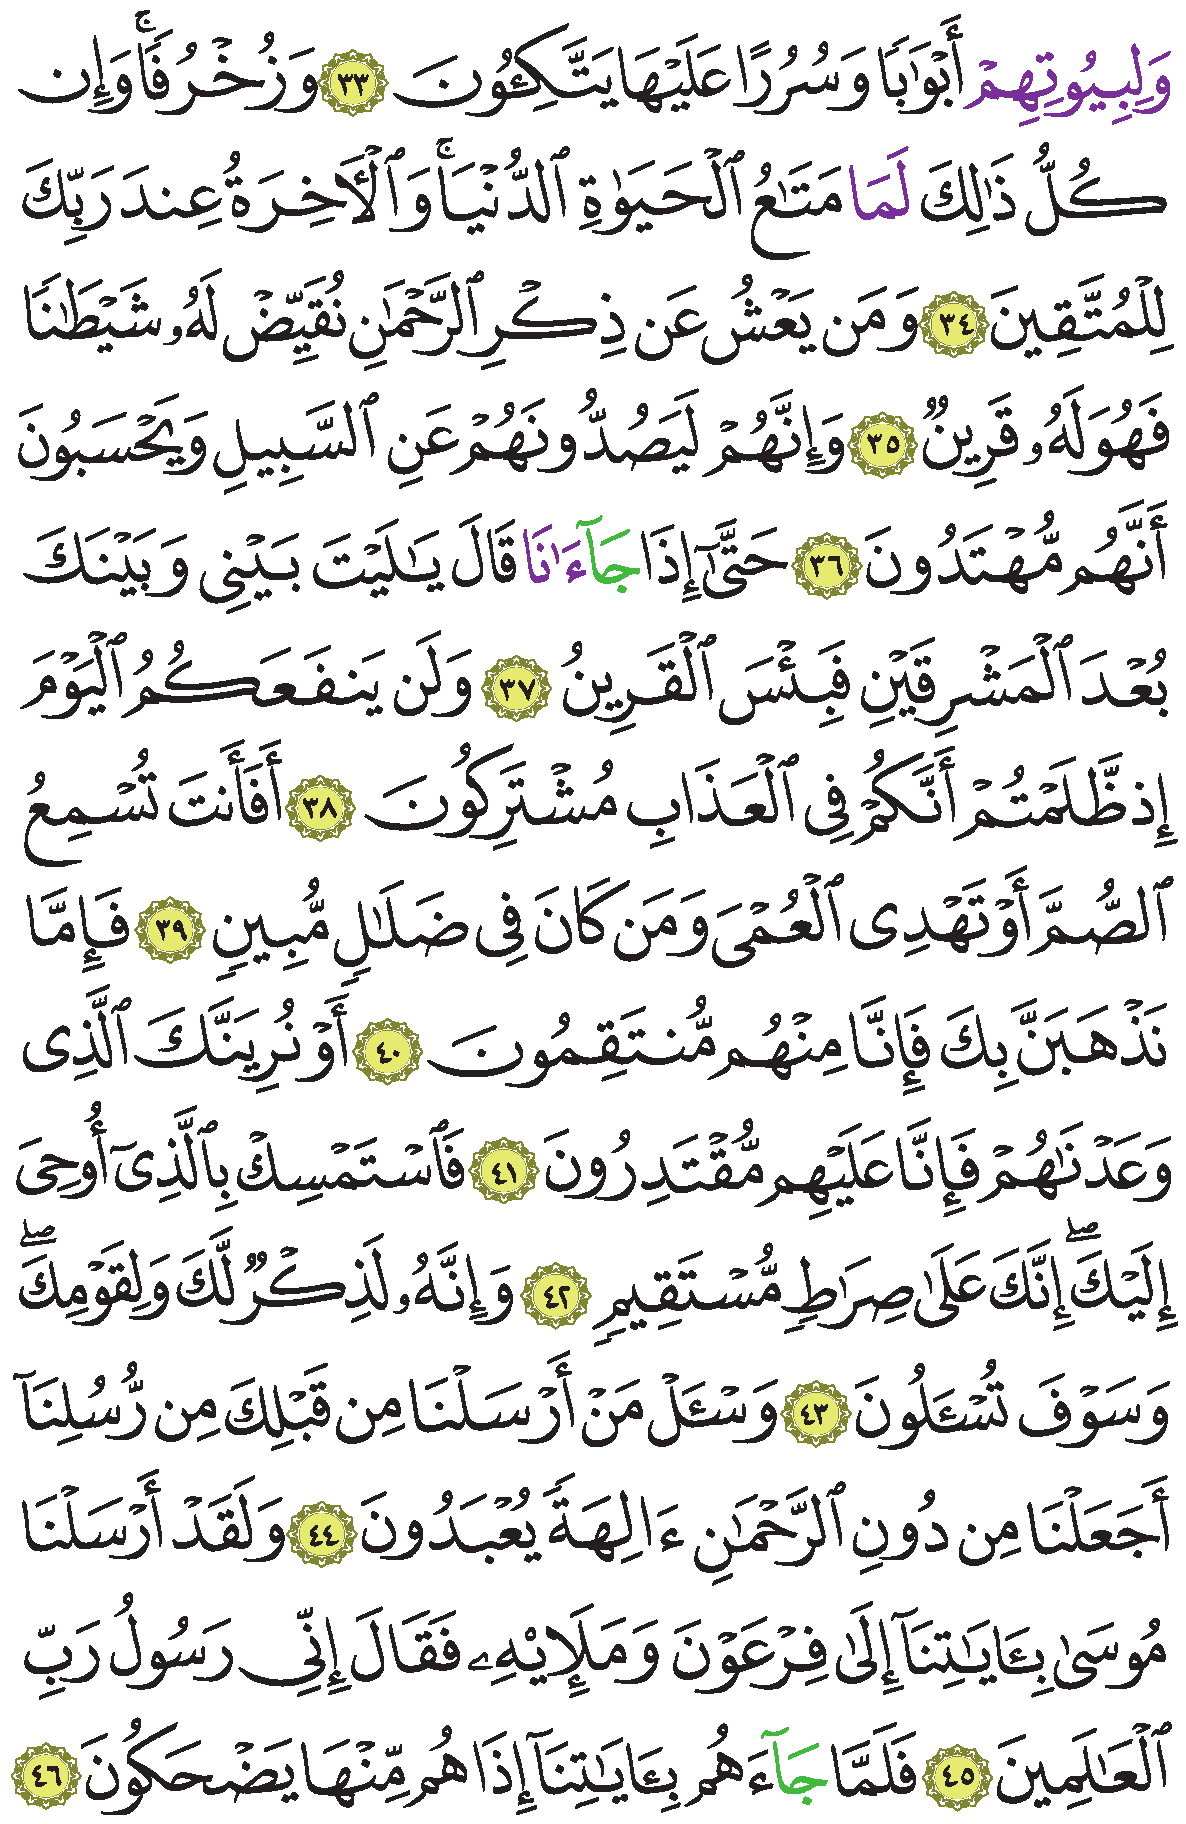 وَلِبِيُوتِهِمۡ أَبۡوَٰبٗا وَسُرُرًا عَلَيۡهَا يَتَّكِـُٔونَ ٣٣ وَزُخۡرُفٗاۚ وَإِن
كُلُّ ذَٰلِكَ لَمَا مَتَٰعُ ٱلۡحَيَوٰةِ ٱلدُّنۡيَاۚ وَٱلۡأٓخِرَةُ عِندَ رَبِّكَ
لِلۡمُتَّقِينَ ٣٤ وَمَن يَعۡشُ عَن ذِكۡرِ ٱلرَّحۡمَٰنِ نُقَيِّضۡ لَهُۥ شَيۡطَٰنٗا
فَهُوَ لَهُۥ قَرِينٞ ٣٥ وَإِنَّهُمۡ لَيَصُدُّونَهُمۡ عَنِ ٱلسَّبِيلِ وَيَحۡسَبُونَ
أَنَّهُم مُّهۡتَدُونَ ٣٦ حَتَّىٰٓ إِذَا جَآءَٰنَا قَالَ يَٰلَيۡتَ بَيۡنِي وَبَيۡنَكَ
بُعۡدَ ٱلۡمَشۡرِقَيۡنِ فَبِئۡسَ ٱلۡقَرِينُ ٣٧ وَلَن يَنفَعَكُمُ ٱلۡيَوۡمَ
إِذ ظَّلَمۡتُمۡ أَنَّكُمۡ فِي ٱلۡعَذَابِ مُشۡتَرِكُونَ ٣٨ أَفَأَنتَ تُسۡمِعُ
ٱلصُّمَّ أَوۡ تَهۡدِي ٱلۡعُمۡيَ وَمَن كَانَ فِي ضَلَٰلٖ مُّبِينٖ ٣٩ فَإِمَّا
نَذۡهَبَنَّ بِكَ فَإِنَّا مِنۡهُم مُّنتَقِمُونَ ٤٠ أَوۡ نُرِيَنَّكَ ٱلَّذِي
وَعَدۡنَٰهُمۡ فَإِنَّا عَلَيۡهِم مُّقۡتَدِرُونَ ٤١ فَٱسۡتَمۡسِكۡ بِٱلَّذِيٓ أُوحِيَ
إِلَيۡكَۖ إِنَّكَ عَلَىٰ صِرَٰطٖ مُّسۡتَقِيمٖ ٤٢ وَإِنَّهُۥ لَذِكۡرٞ لَّكَ وَلِقَوۡمِكَۖ
وَسَوۡفَ تُسۡـَٔلُونَ ٤٣ وَسۡـَٔلۡ مَنۡ أَرۡسَلۡنَا مِن قَبۡلِكَ مِن رُّسُلِنَآ
أَجَعَلۡنَا مِن دُونِ ٱلرَّحۡمَٰنِ ءَالِهَةٗ يُعۡبَدُونَ ٤٤ وَلَقَدۡ أَرۡسَلۡنَا
مُوسَىٰ بِـَٔايَٰتِنَآ إِلَىٰ فِرۡعَوۡنَ وَمَلَإِيْهِۦ فَقَالَ إِنِّي رَسُولُ رَبِّ
ٱلۡعَٰلَمِينَ ٤٥ فَلَمَّا جَآءَهُم بِـَٔايَٰتِنَآ إِذَا هُم مِّنۡهَا يَضۡحَكُونَ ٤٦